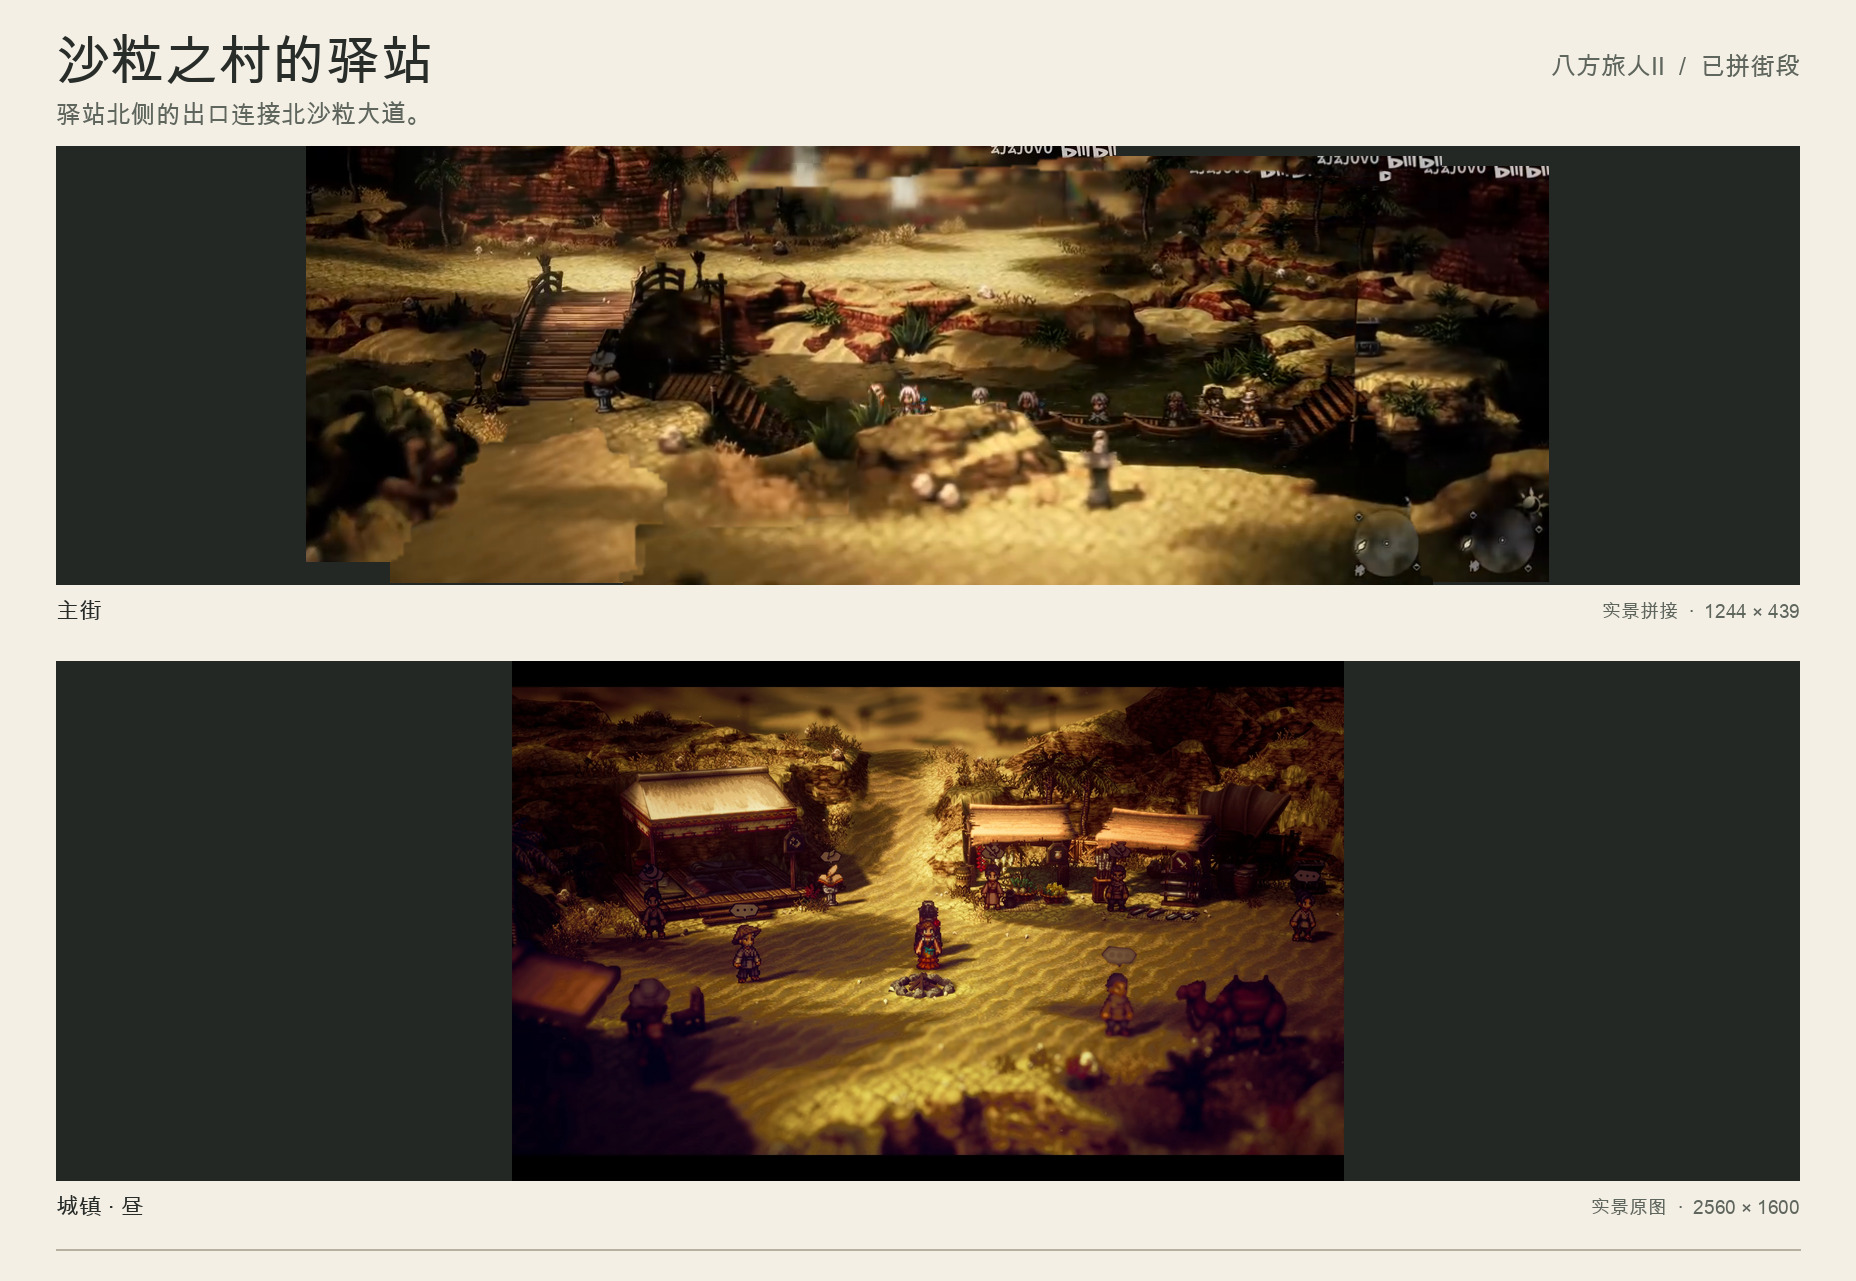 沙粒之村的驿站
八方旅人II / 已拼街段
驿站北侧的出口连接北沙粒大道。
主街
实景拼接 · 1244 × 439
城镇 · 昼
实景原图 · 2560 × 1600